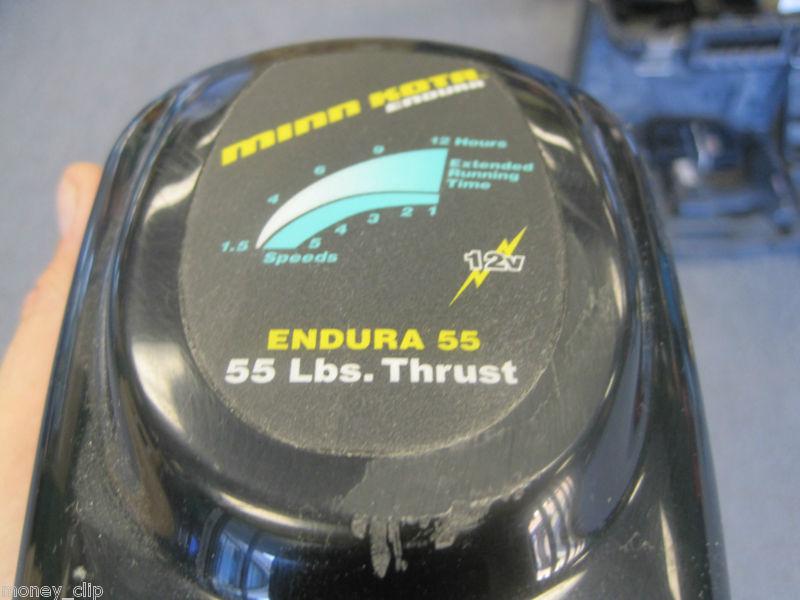 MINN KOTA
ENDURA
12 Hours
9
6
4
1.5
Extended
Running
Time
5 4 3 2 1
Speeds
12v
ENDURA 55
55 Lbs. Thrust
money_clip